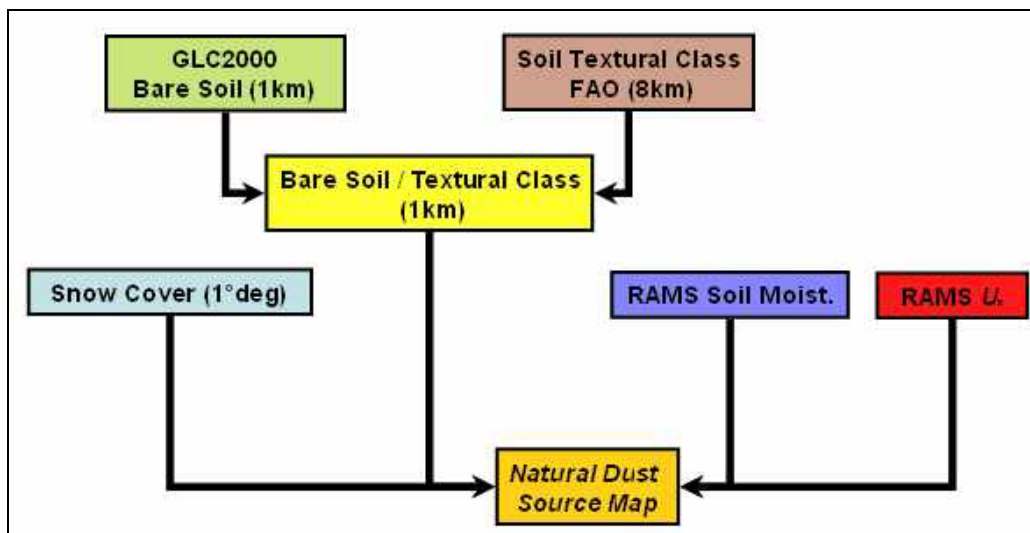 GLC2000
Bare Soil (1km)
Soil Textural Class
FAO (8km)
Bare Soil / Textural Class
(1km)
Snow Cover (1°deg)
RAMS Soil Moist.
RAMS U*
Natural Dust
Source Map